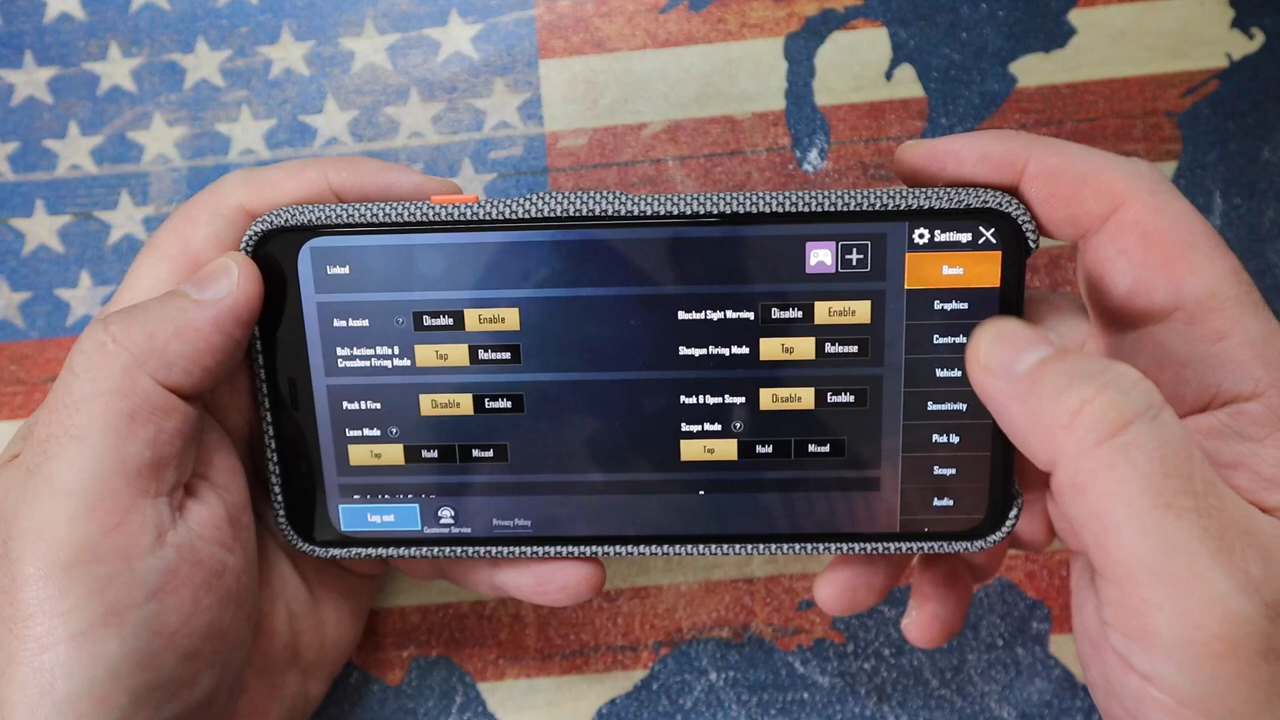 Settings
Linked
Basic
Aim Assist ? Disable Enable
Blocked Sight Warning Disable Enable
Graphics
Bolt-Action Rifle &
Crossbow Firing Mode Tap Release
Shotgun Firing Mode Tap Release
Controls
Vehicle
Peek & Fire Disable Enable
Peek & Open Scope Disable Enable
Sensitivity
Lean Mode ?
Scope Mode ?
Tap Hold Mixed
Tap Hold Mixed
Pick Up
Scope
Audio
Log out
Customer Service
Privacy Policy